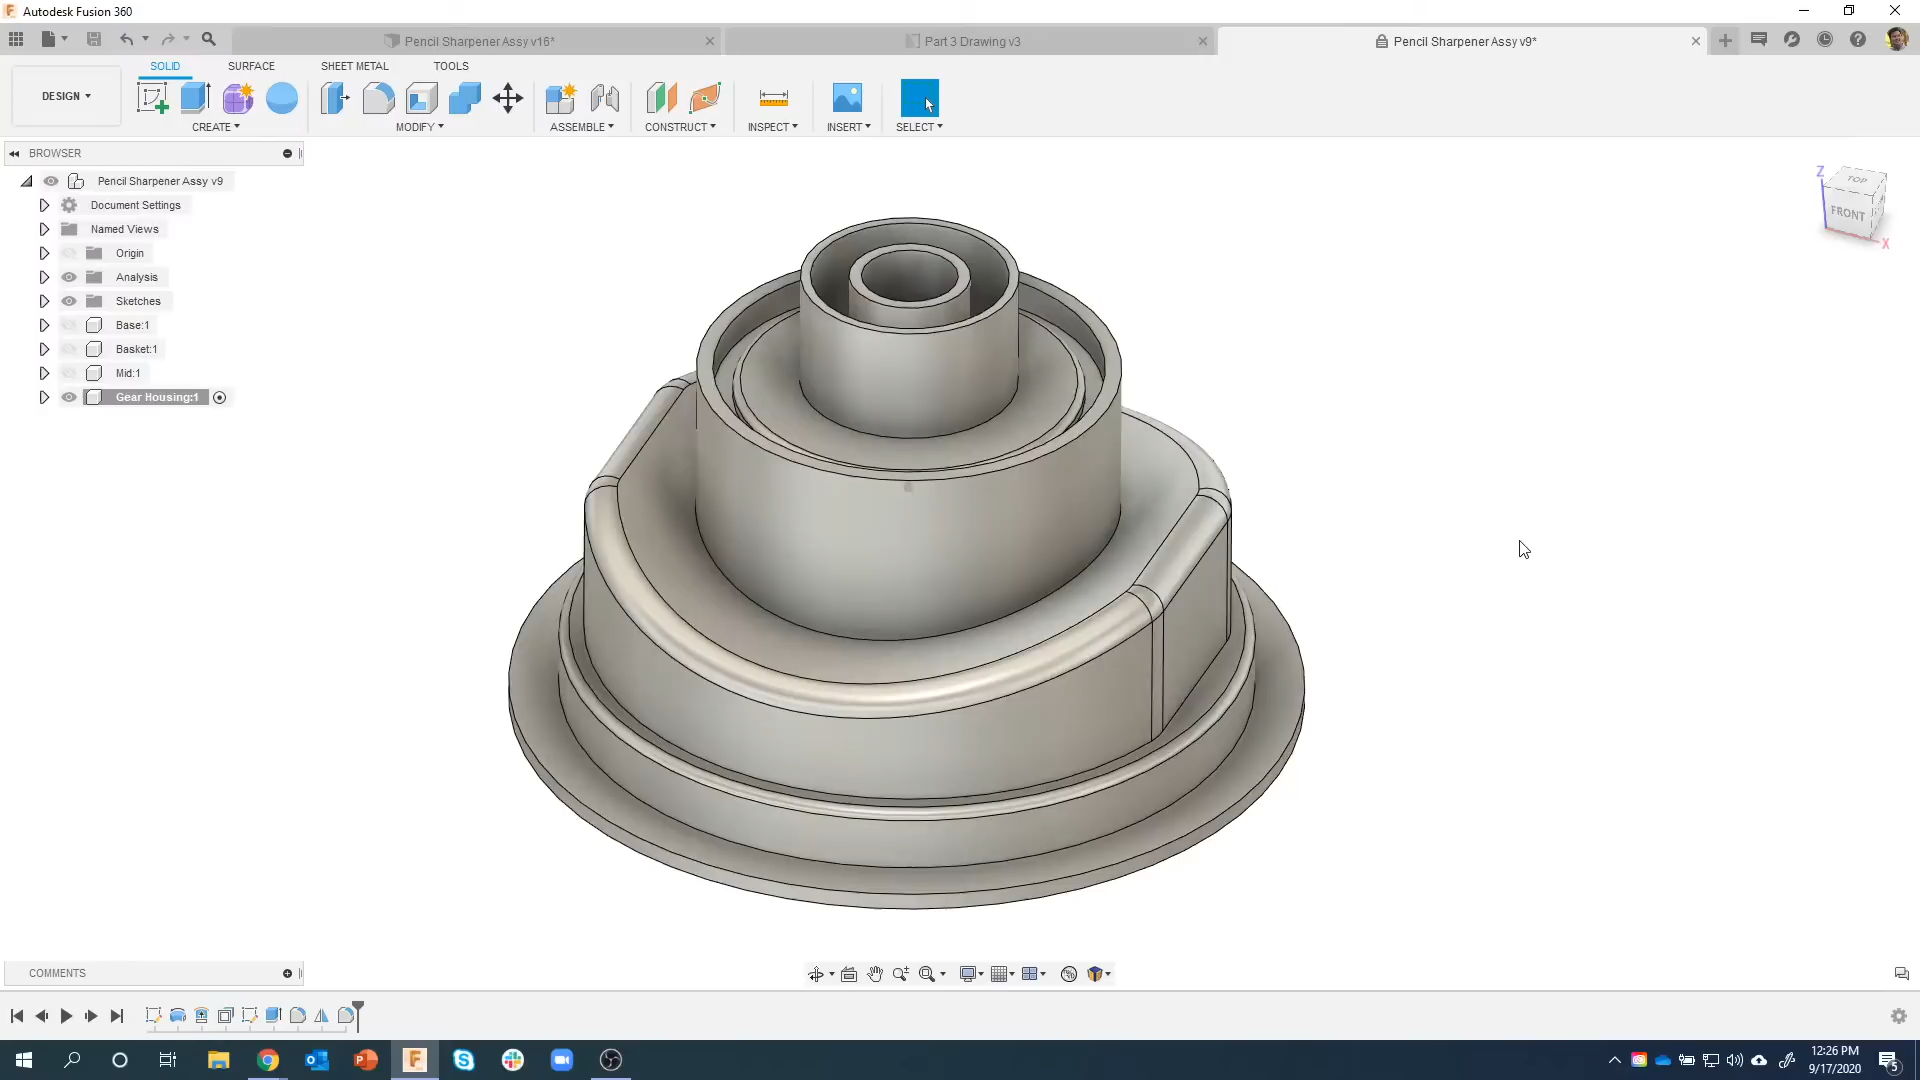 Autodesk Fusion 360
Pencil Sharpener Assy v16*
Part 3 Drawing v3
Pencil Sharpener Assy v9*
DESIGN
SOLID
SURFACE
SHEET METAL
TOOLS
CREATE
MODIFY
ASSEMBLE
CONSTRUCT
INSPECT
INSERT
SELECT
BROWSER
Pencil Sharpener Assy v9
Document Settings
Named Views
Origin
Analysis
Sketches
Base:1
Basket:1
Mid:1
Gear Housing:1
Z
TOP
FRONT
X
COMMENTS
12:26 PM
9/17/2020
5